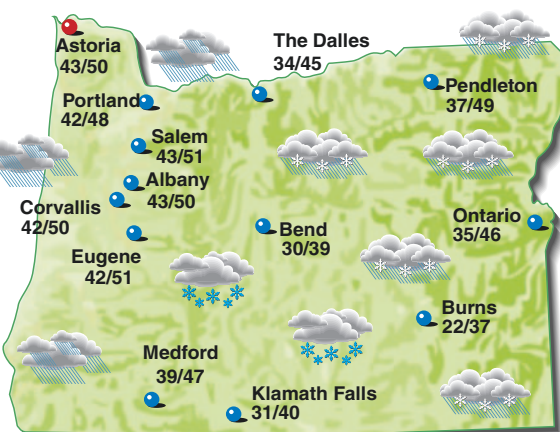 Astoria
43/50
The Dalles
34/45
Portland
42/48
Pendleton
37/49
Salem
43/51
Albany
43/50
Corvallis
42/50
Ontario
35/46
Bend
30/39
Eugene
42/51
Burns
22/37
Medford
39/47
Klamath Falls
31/40